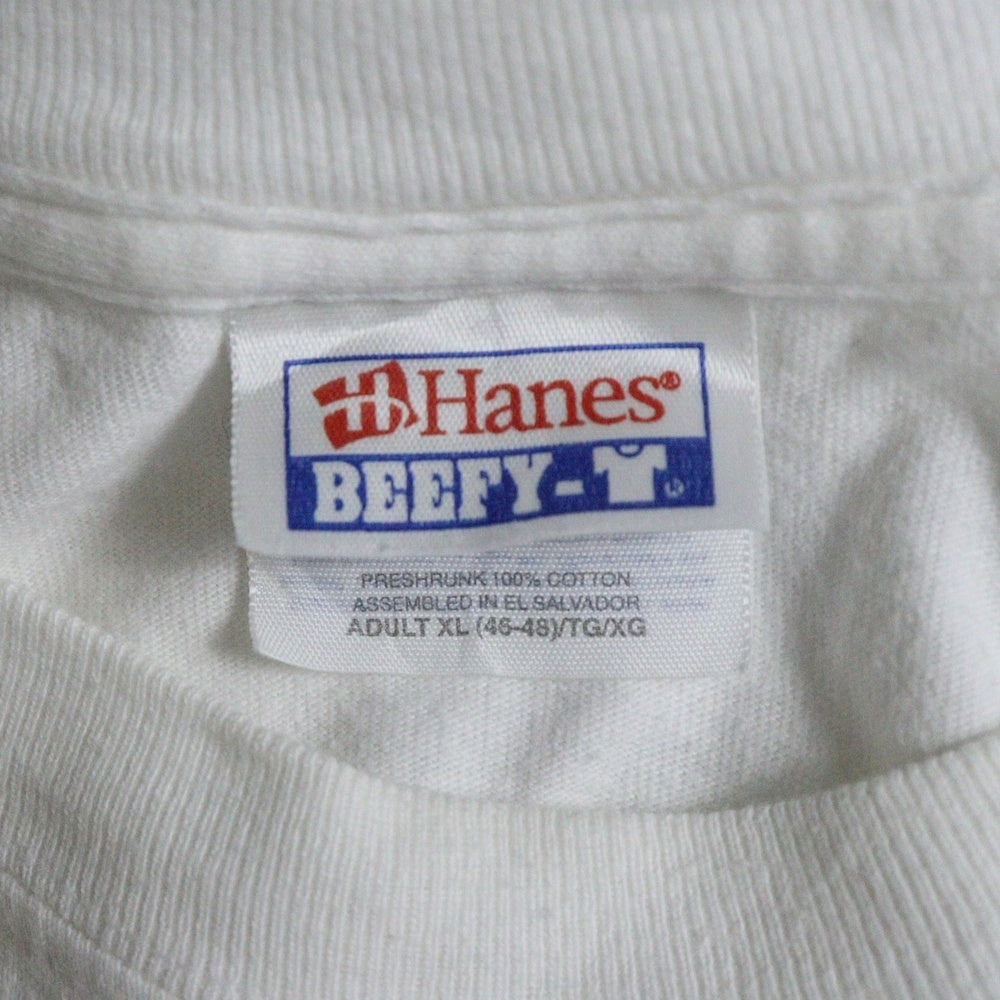 Hanes®
BEEFY-T
PRESHRUNK 100% COTTON
ASSEMBLED IN EL SALVADOR
ADULT XL (46-48)/TG/XG